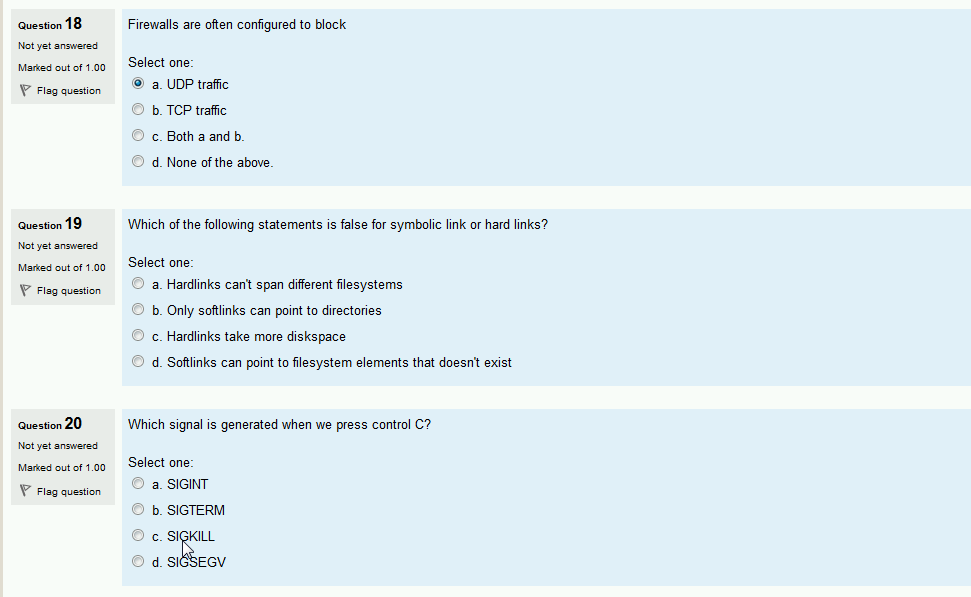 Question 18
Not yet answered
Marked out of 1.00
Flag question
Firewalls are often configured to block
Select one:
a. UDP traffic
b. TCP traffic
c. Both a and b.
d. None of the above.
Question 19
Not yet answered
Marked out of 1.00
Flag question
Which of the following statements is false for symbolic link or hard links?
Select one:
a. Hardlinks can't span different filesystems
b. Only softlinks can point to directories
c. Hardlinks take more diskspace
d. Softlinks can point to filesystem elements that doesn't exist
Question 20
Not yet answered
Marked out of 1.00
Flag question
Which signal is generated when we press control C?
Select one:
a. SIGINT
b. SIGTERM
c. SIGKILL
d. SIGSEGV